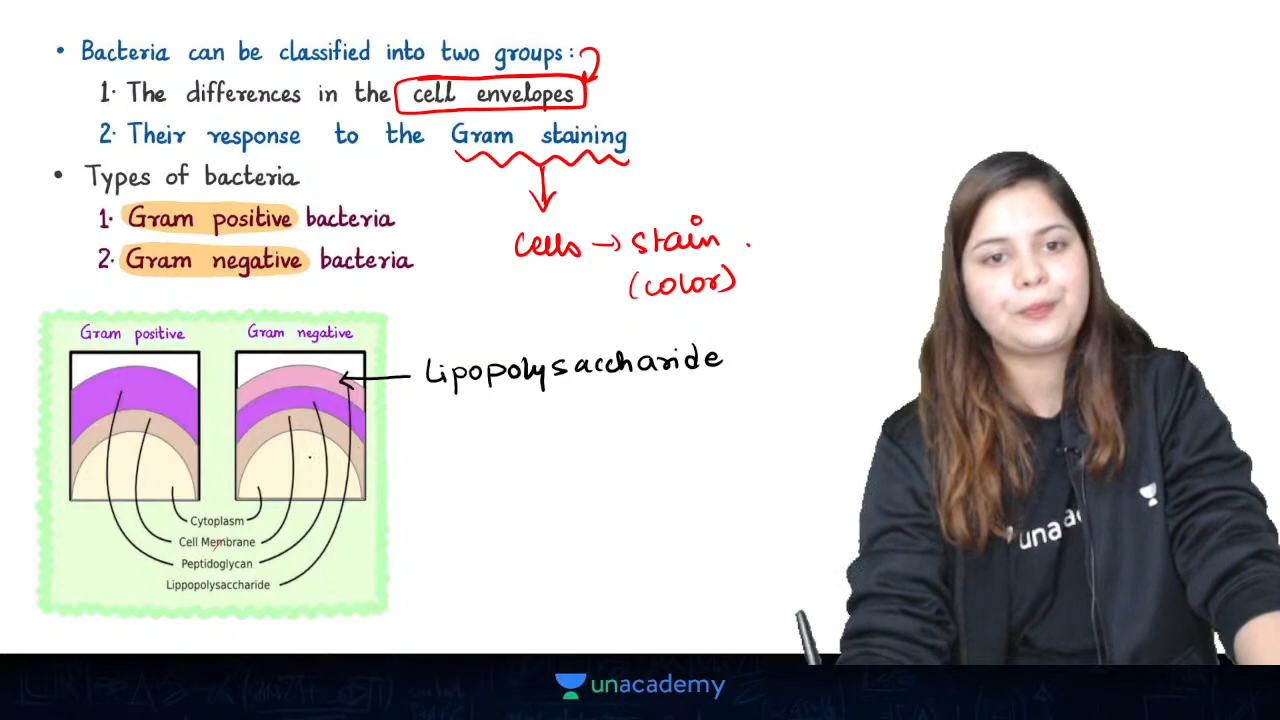 • Bacteria can be classified into two groups:
1. The differences in the cell envelopes
2. Their response to the Gram staining
• Types of bacteria
1. Gram positive bacteria
2. Gram negative bacteria
Cells → stain
(color)
Gram positive
Gram negative
Lipopolysaccharide
Cytoplasm
Cell Membrane
Peptidoglycan
Lippopolysaccharide
unaca
unacademy